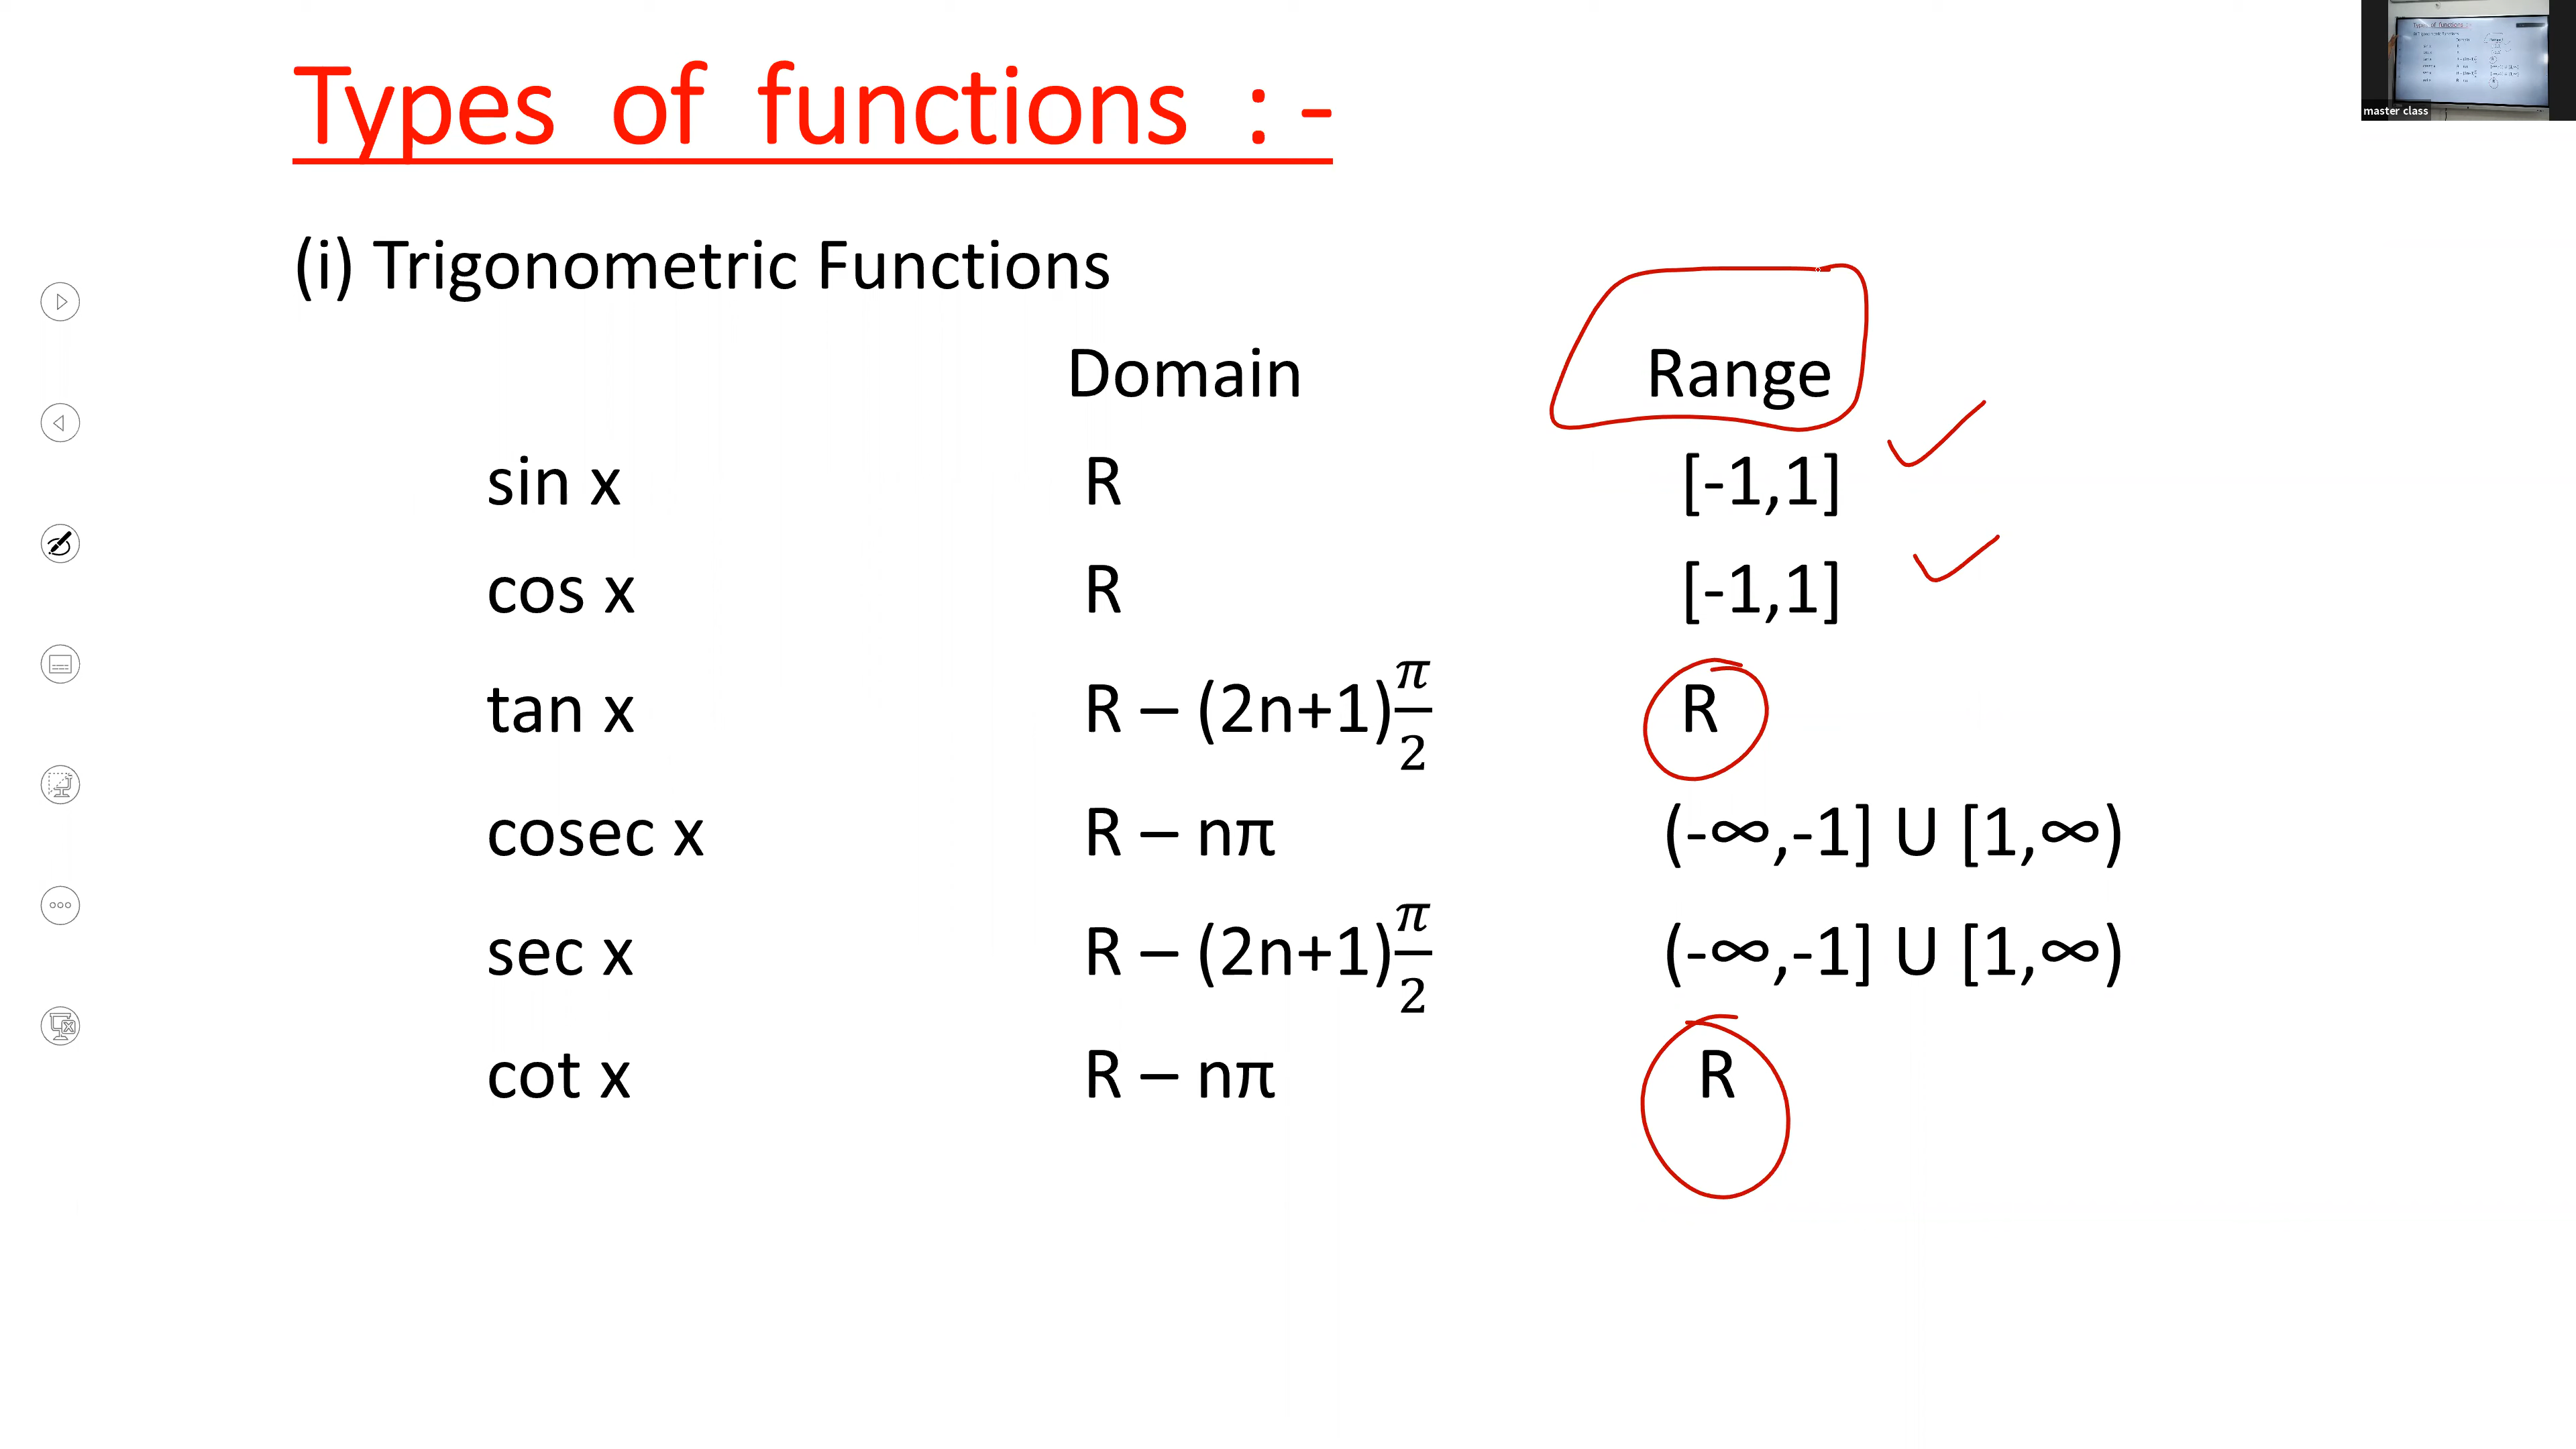 Types of functions : -
master class
(i) Trigonometric Functions
Domain Range
sin x R [-1,1]
cos x R [-1,1]
tan x R – (2n+1)π/2 R
cosec x R – nπ (-∞,-1] U [1,∞)
sec x R – (2n+1)π/2 (-∞,-1] U [1,∞)
cot x R – nπ R